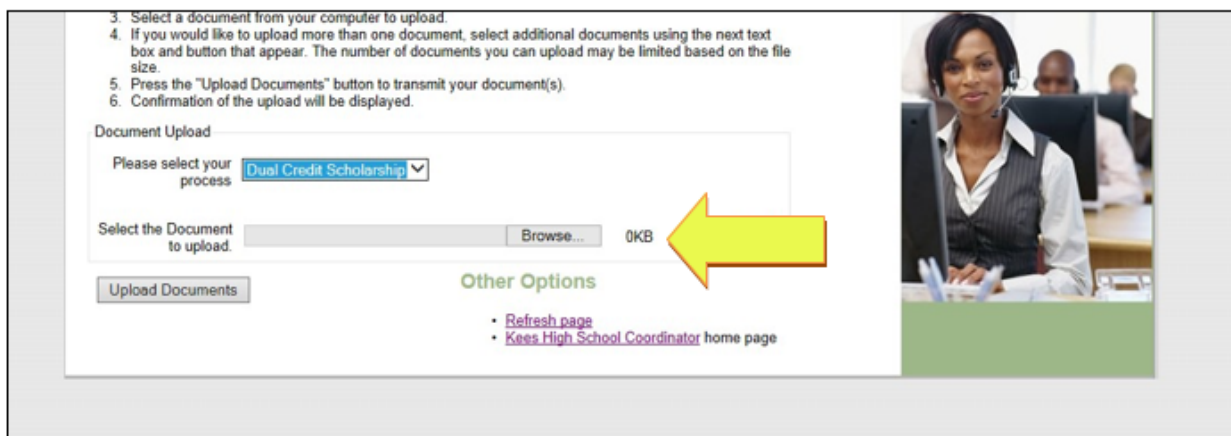 3. Select a document from your computer to upload.
4. If you would like to upload more than one document, select additional documents using the next text
box and button that appear. The number of documents you can upload may be limited based on the file
size.
5. Press the "Upload Documents" button to transmit your document(s).
6. Confirmation of the upload will be displayed.
Document Upload
Please select your
process
Dual Credit Scholarship
Select the Document
to upload.
Browse...
0KB
Upload Documents
Other Options
• Refresh page
• Kees High School Coordinator home page